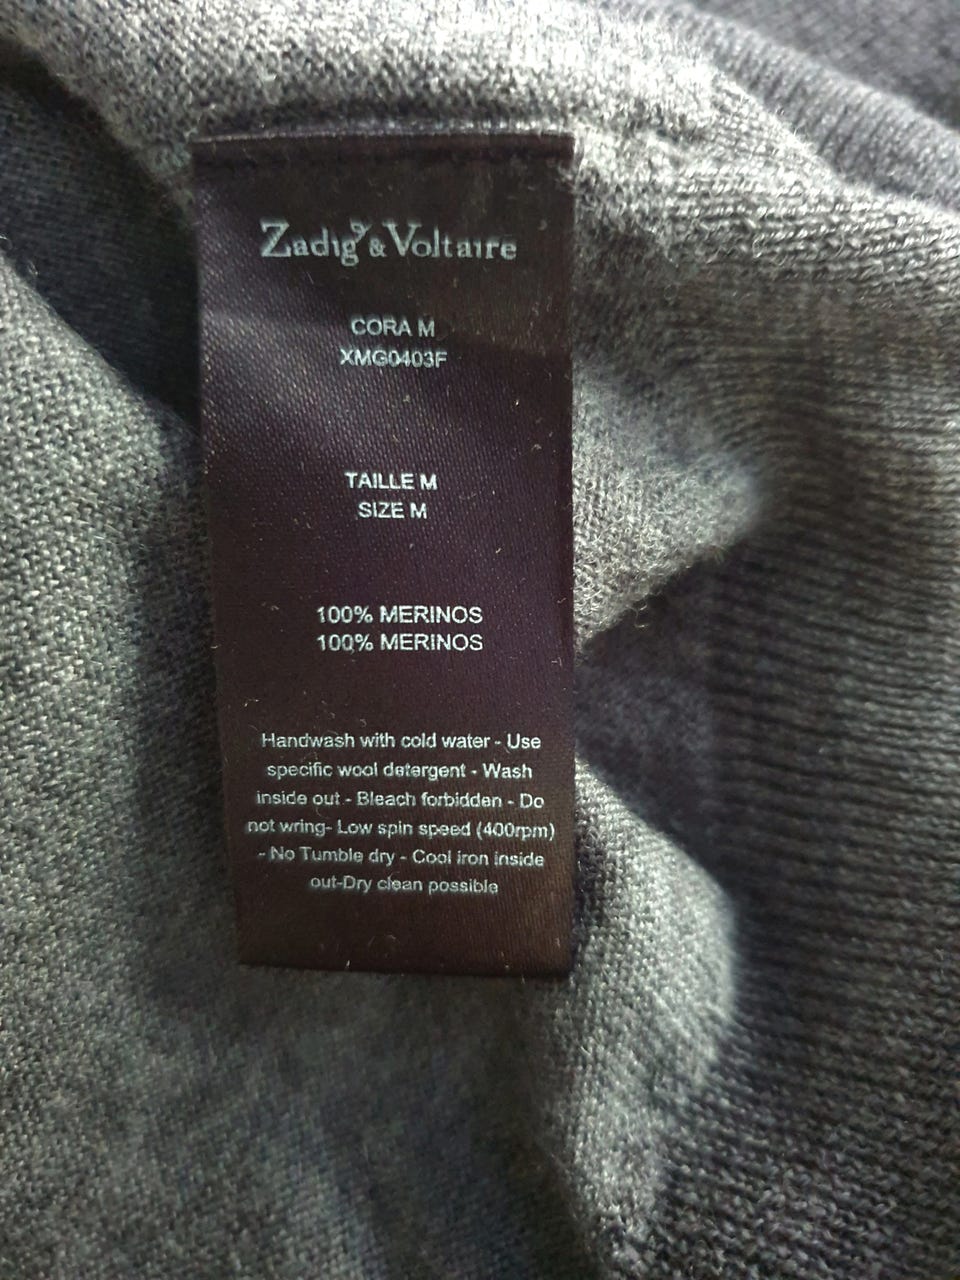 Zadig & Voltaire
CORA M
XMG0403F
TAILLE M
SIZE M
100% MERINOS
100% MERINOS
Handwash with cold water - Use
specific wool detergent - Wash
inside out - Bleach forbidden - Do
not wring- Low spin speed (400rpm)
- No Tumble dry - Cool iron inside
out-Dry clean possible